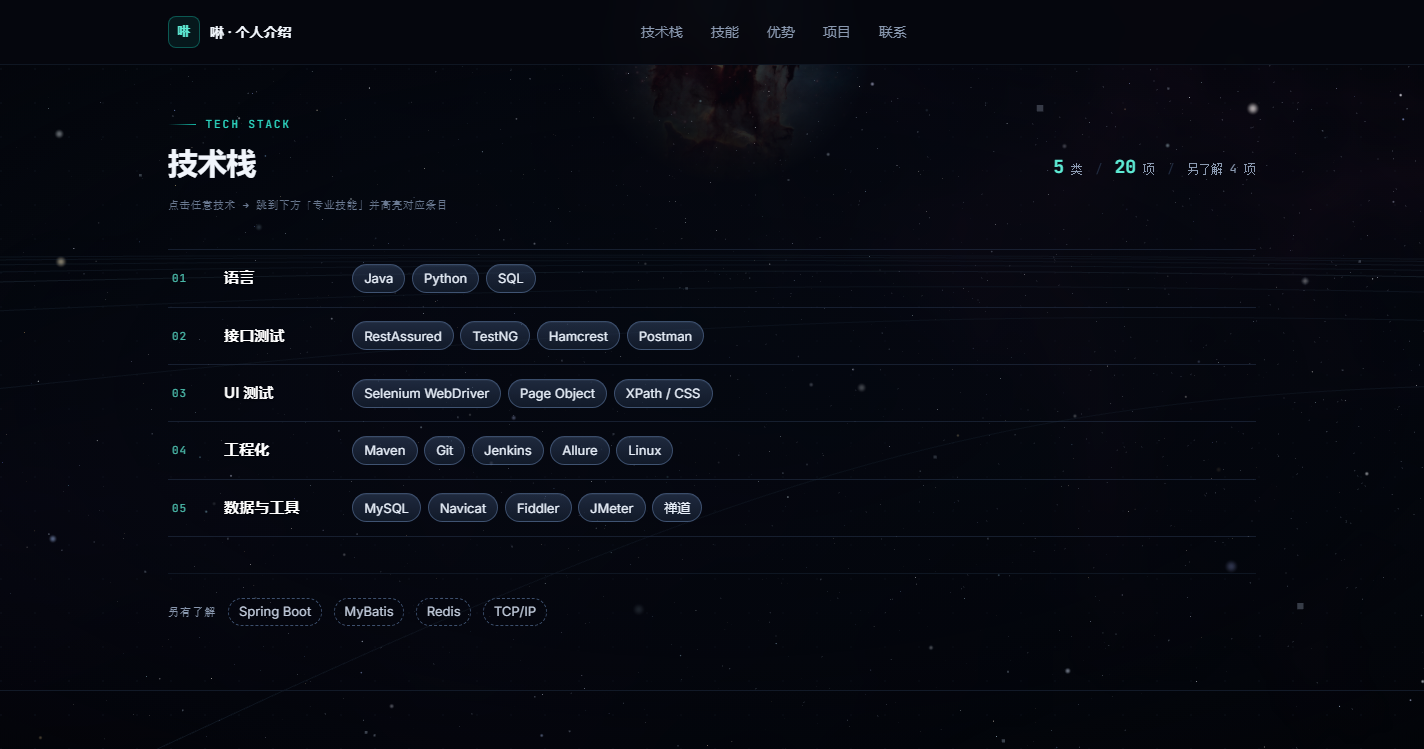 啉 啉 · 个人介绍 技术栈 技能 优势 项目 联系
TECH STACK
技术栈
5 类 / 20 项 / 另了解 4 项
点击任意技术 → 跳到下方「专业技能」并高亮对应条目
01 语言 Java Python SQL
02 接口测试 RestAssured TestNG Hamcrest Postman
03 UI 测试 Selenium WebDriver Page Object XPath / CSS
04 工程化 Maven Git Jenkins Allure Linux
05 数据与工具 MySQL Navicat Fiddler JMeter 禅道
另有了解 Spring Boot MyBatis Redis TCP/IP